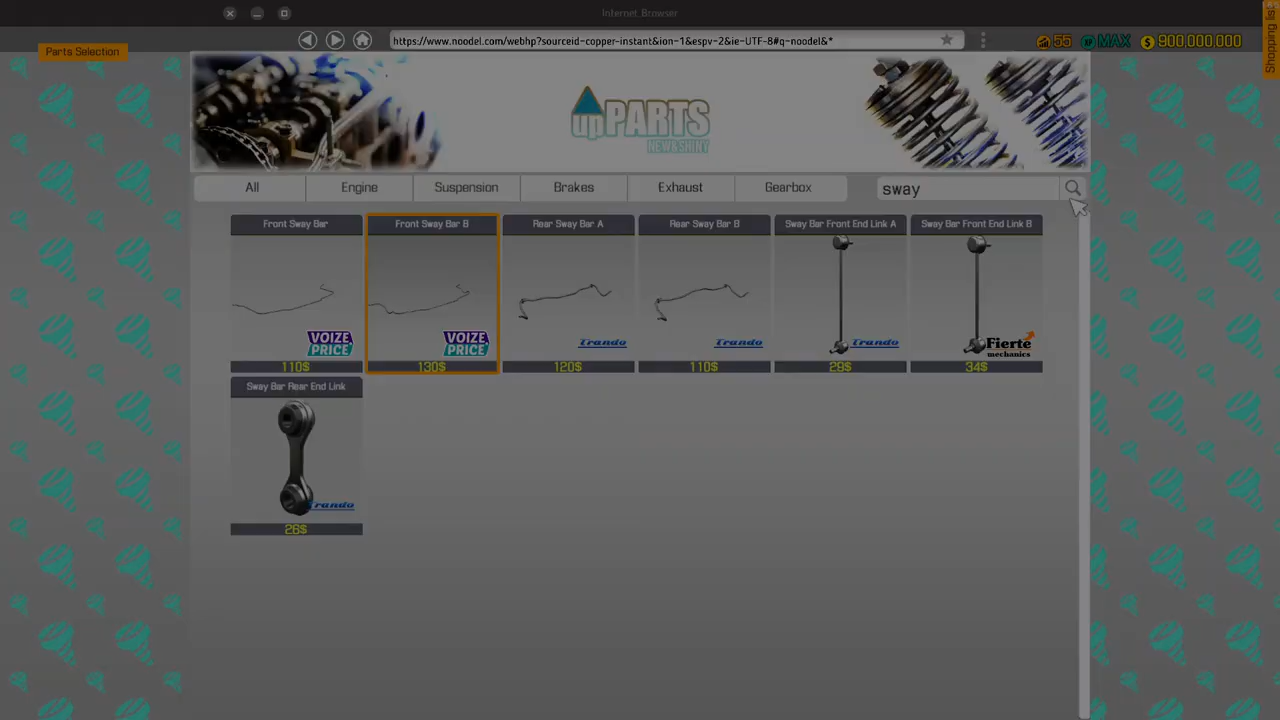 Internet_Browser
Parts Selection
https://www.noodel.com/webhp?sourceid-copper-instant&ion-1&espv-2&ie-UTF-8#q-noodel&*
55
XP
MAX
$
900.000.000
Shopping lis
upPARTS
NEW&SHINY
All
Engine
Suspension
Brakes
Exhaust
Gearbox
sway
Front Sway Bar
Front Sway Bar B
Rear Sway Bar A
Rear Sway Bar B
Sway Bar Front End Link A
Sway Bar Front End Link B
VOIZE
PRICE
VOIZE
PRICE
Trando
Trando
Trando
Fierte
mechanics
110$
130$
120$
110$
28$
34$
Sway Bar Rear End Link
Trando
26$